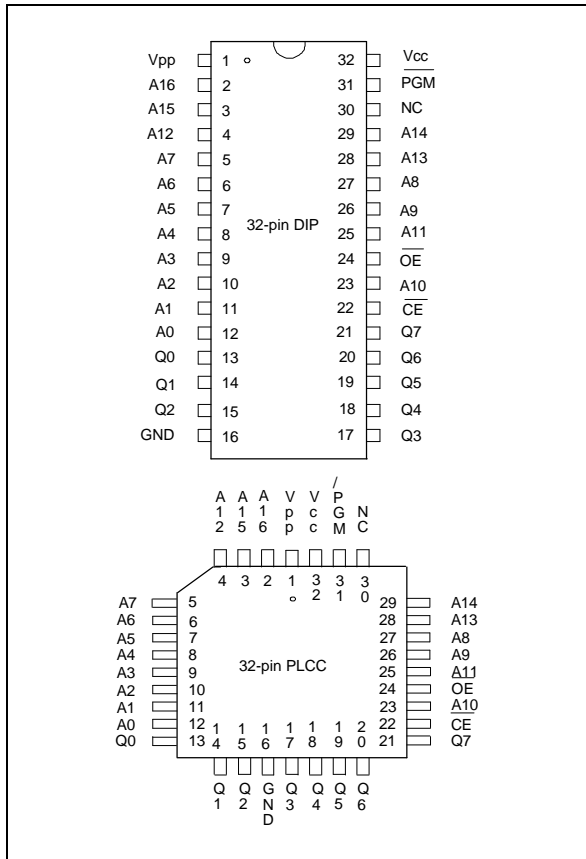 Vpp 1 32 Vcc
A16 2 31 PGM
A15 3 30 NC
A12 4 29 A14
A7 5 28 A13
A6 6 27 A8
A5 7 26 A9
32-pin DIP
A4 8 25 A11
A3 9 24 OE
A2 10 23 A10
A1 11 22 CE
A0 12 21 Q7
Q0 13 20 Q6
Q1 14 19 Q5
Q2 15 18 Q4
GND 16 17 Q3
A12 A15 A16 Vpp Vcc /PGM NC
4 3 2 1 32 31 30
A7 5 29 A14
A6 6 28 A13
A5 7 27 A8
A4 8 26 A9
32-pin PLCC
A3 9 25 A11
A2 10 24 OE
A1 11 23 A10
A0 12 22 CE
Q0 13 21 Q7
14 15 16 17 18 19 20
Q1 Q2 GND Q3 Q4 Q5 Q6